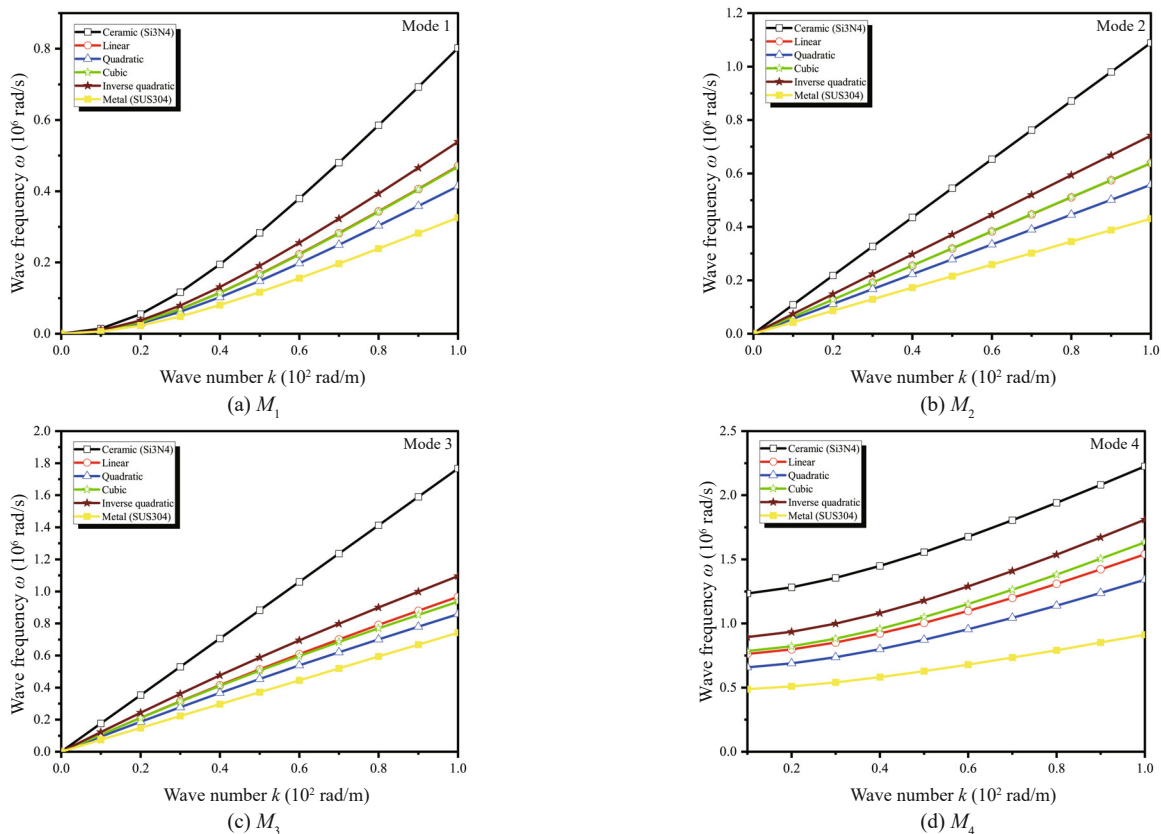 Mode 1
Ceramic (Si3N4)
Linear
Quadratic
Cubic
Inverse quadratic
Metal (SUS304)
Wave frequency ω (10⁶ rad/s)
0.8
0.6
0.4
0.2
0.0
0.0 0.2 0.4 0.6 0.8 1.0
Wave number k (10² rad/m)
(a) M₁
Mode 2
Ceramic (Si3N4)
Linear
Quadratic
Cubic
Inverse quadratic
Metal (SUS304)
Wave frequency ω (10⁶ rad/s)
1.2
1.0
0.8
0.6
0.4
0.2
0.0
0.0 0.2 0.4 0.6 0.8 1.0
Wave number k (10² rad/m)
(b) M₂
Mode 3
Ceramic (Si3N4)
Linear
Quadratic
Cubic
Inverse quadratic
Metal (SUS304)
Wave frequency ω (10⁶ rad/s)
2.0
1.8
1.6
1.4
1.2
1.0
0.8
0.6
0.4
0.2
0.0
0.0 0.2 0.4 0.6 0.8 1.0
Wave number k (10² rad/m)
(c) M₃
Mode 4
Ceramic (Si3N4)
Linear
Quadratic
Cubic
Inverse quadratic
Metal (SUS304)
Wave frequency ω (10⁶ rad/s)
2.5
2.0
1.5
1.0
0.5
0.0
0.2 0.4 0.6 0.8 1.0
Wave number k (10² rad/m)
(d) M₄